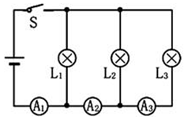 S
L₁ L₂ L₃
A₁ A₂ A₃